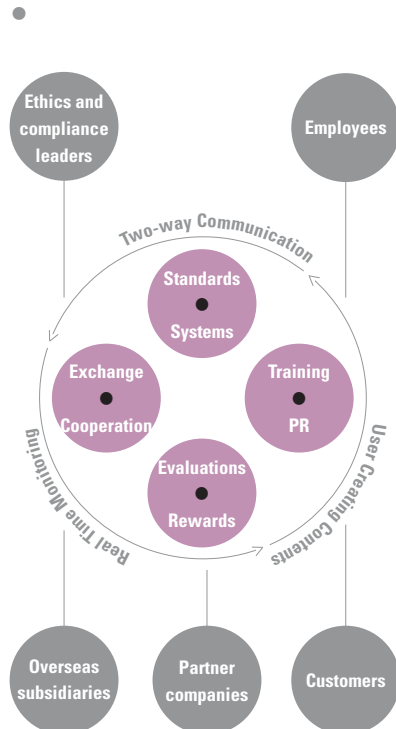 Ethics and
compliance
leaders
Employees
Two-way Communication
Standards
Systems
Exchange
Cooperation
Training
PR
Evaluations
Rewards
Real Time Monitoring
User Creating Contents
Overseas
subsidiaries
Partner
companies
Customers